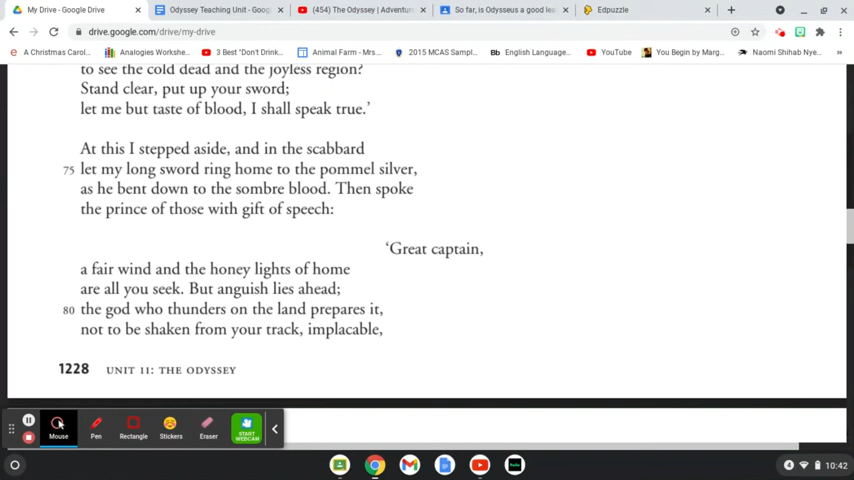 My Drive - Google Drive
Odyssey Teaching Unit - Goog
(454) The Odyssey | Adventur
So far, is Odysseus a good lea
Edpuzzle
drive.google.com/drive/my-drive
A Christmas Carol...
Analogies Workshe...
3 Best "Don't Drink...
Animal Farm - Mrs....
2015 MCAS Sampl...
Bb English Language...
YouTube
You Begin by Marg...
Naomi Shihab Nye...
to see the cold dead and the joyless region?
Stand clear, put up your sword;
let me but taste of blood, I shall speak true.’
At this I stepped aside, and in the scabbard
75 let my long sword ring home to the pommel silver,
as he bent down to the sombre blood. Then spoke
the prince of those with gift of speech:
‘Great captain,
a fair wind and the honey lights of home
are all you seek. But anguish lies ahead;
80 the god who thunders on the land prepares it,
not to be shaken from your track, implacable,
1228 UNIT 11: THE ODYSSEY
Mouse
Pen
Rectangle
Stickers
Eraser
START
WEBCAM
hulu
4
10:42